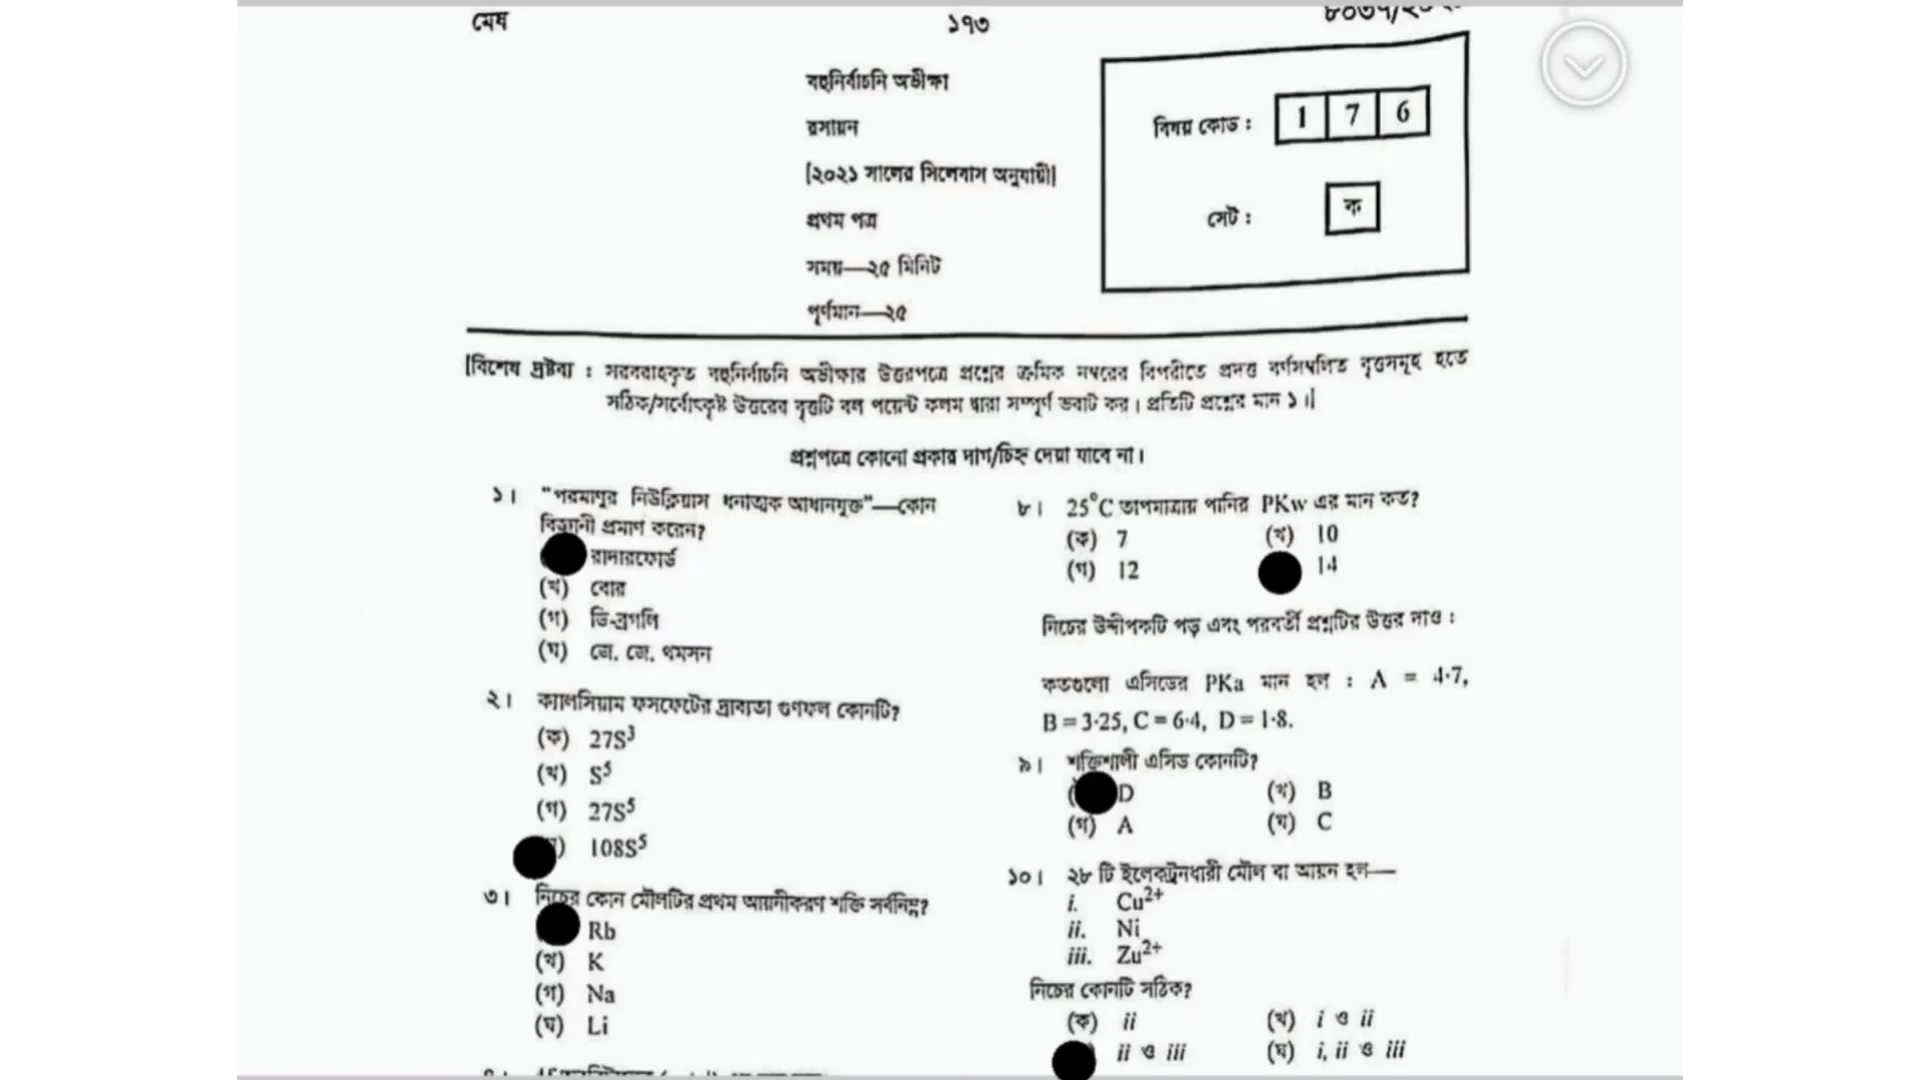 মেষ
১৭৩
বহুনির্বাচনি অভীক্ষা
রসায়ন
[২০২১ সালের সিলেবাস অনুযায়ী]
প্রথম পত্র
সময়—২৫ মিনিট
পূর্ণমান—২৫
বিষয় কোড : 1 7 6
সেট : ক
[বিশেষ দ্রষ্টব্য : সরবরাহকৃত বহুনির্বাচনি অভীক্ষার উত্তরপত্রে প্রশ্নের ক্রমিক নম্বরের বিপরীতে প্রদত্ত বর্ণসম্বলিত বৃত্তসমূহ হতে
সঠিক/সর্বোৎকৃষ্ট উত্তরের বৃত্তটি বল পয়েন্ট কলম দ্বারা সম্পূর্ণ ভরাট কর। প্রতিটি প্রশ্নের মান ১।]
প্রশ্নপত্রে কোনো প্রকার দাগ/চিহ্ন দেয়া যাবে না।
১। "পরমাণুর নিউক্লিয়াস ধনাত্মক আধানযুক্ত"—কোন
বিজ্ঞানী প্রমাণ করেন?
রাদারফোর্ড
(খ) বোর
(গ) ডি-ব্রগলি
(ঘ) জে. জে. থমসন
২। ক্যালসিয়াম ফসফেটের দ্রাব্যতা গুণফল কোনটি?
(ক) 27S³
(খ) S⁵
(গ) 27S⁵
108S⁵
৩। নিচের কোন মৌলটির প্রথম আয়নীকরণ শক্তি সর্বনিম্ন?
Rb
(খ) K
(গ) Na
(ঘ) Li
৮। 25°C তাপমাত্রায় পানির PKw এর মান কত?
(ক) 7 (খ) 10
(গ) 12 14
নিচের উদ্দীপকটি পড় এবং পরবর্তী প্রশ্নটির উত্তর দাও :
কতগুলো এসিডের PKa মান হল : A = 4·7,
B = 3·25, C = 6·4, D = 1·8.
৯। শক্তিশালী এসিড কোনটি?
D (খ) B
(গ) A (ঘ) C
১০। ২৮ টি ইলেকট্রনধারী মৌল বা আয়ন হল—
i. Cu²⁺
ii. Ni
iii. Zu²⁺
নিচের কোনটি সঠিক?
(ক) ii (খ) i ও ii
ii ও iii (ঘ) i, ii ও iii